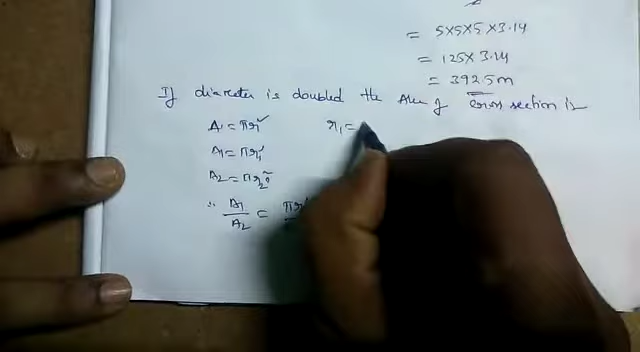 = 5×5×5×3.14
= 125×3.14
= 392.5m
If diameter is doubled the Area of cross section is
A = πr² r₁ =
A₁ = πr₁²
A₂ = πr₂²
∴ A₁/A₂ = πr